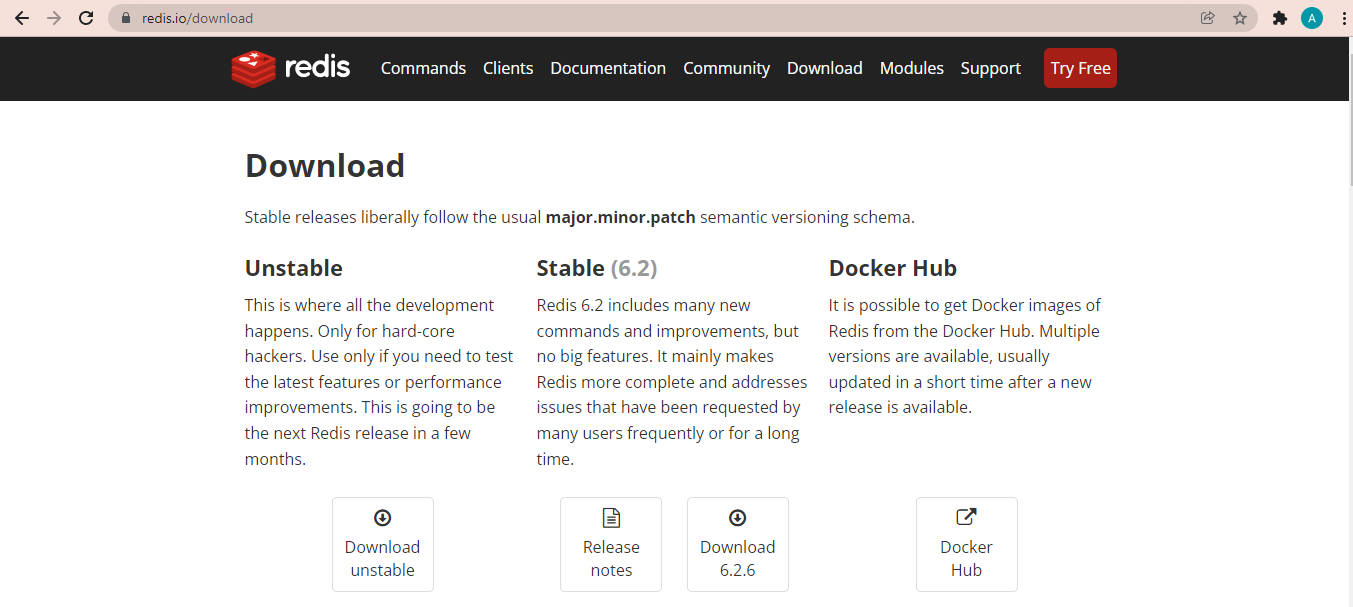 redis.io/download
A
redis
Commands Clients Documentation Community Download Modules Support Try Free
Download
Stable releases liberally follow the usual major.minor.patch semantic versioning schema.
Unstable
This is where all the development
happens. Only for hard-core
hackers. Use only if you need to test
the latest features or performance
improvements. This is going to be
the next Redis release in a few
months.
Download
unstable
Stable (6.2)
Redis 6.2 includes many new
commands and improvements, but
no big features. It mainly makes
Redis more complete and addresses
issues that have been requested by
many users frequently or for a long
time.
Release
notes
Download
6.2.6
Docker Hub
It is possible to get Docker images of
Redis from the Docker Hub. Multiple
versions are available, usually
updated in a short time after a new
release is available.
Docker
Hub